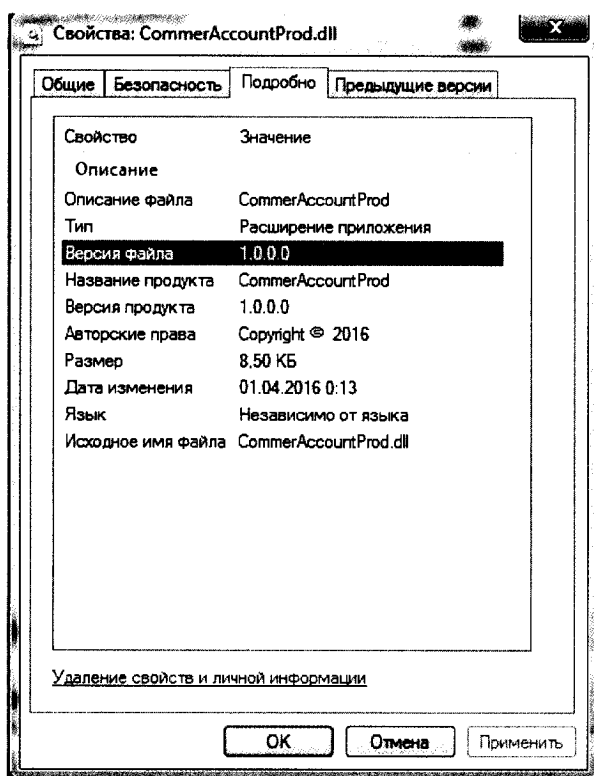 Свойства: CommerAccountProd.dll
X
Общие Безопасность Подробно Предыдущие версии
Свойство Значение
Описание
Описание файла CommerAccountProd
Тип Расширение приложения
Версия файла 1.0.0.0
Название продукта CommerAccountProd
Версия продукта 1.0.0.0
Авторские права Copyright © 2016
Размер 8,50 КБ
Дата изменения 01.04.2016 0:13
Язык Независимо от языка
Исходное имя файла CommerAccountProd.dll
Удаление свойств и личной информации
OK Отмена Применить